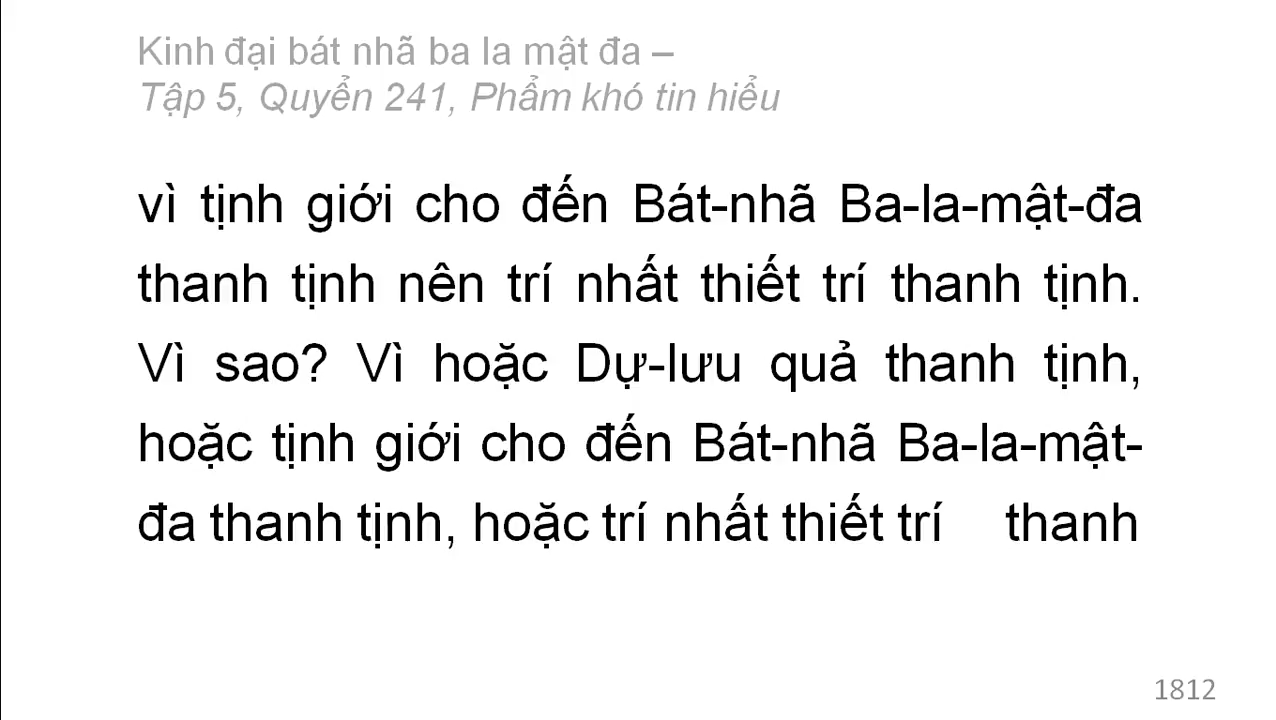 Kinh đại bát nhã ba la mật đa –
Tập 5, Quyển 241, Phẩm khó tin hiểu
vì tịnh giới cho đến Bát-nhã Ba-la-mật-đa
thanh tịnh nên trí nhất thiết trí thanh tịnh.
Vì sao? Vì hoặc Dự-lưu quả thanh tịnh,
hoặc tịnh giới cho đến Bát-nhã Ba-la-mật-
đa thanh tịnh, hoặc trí nhất thiết trí thanh
1812